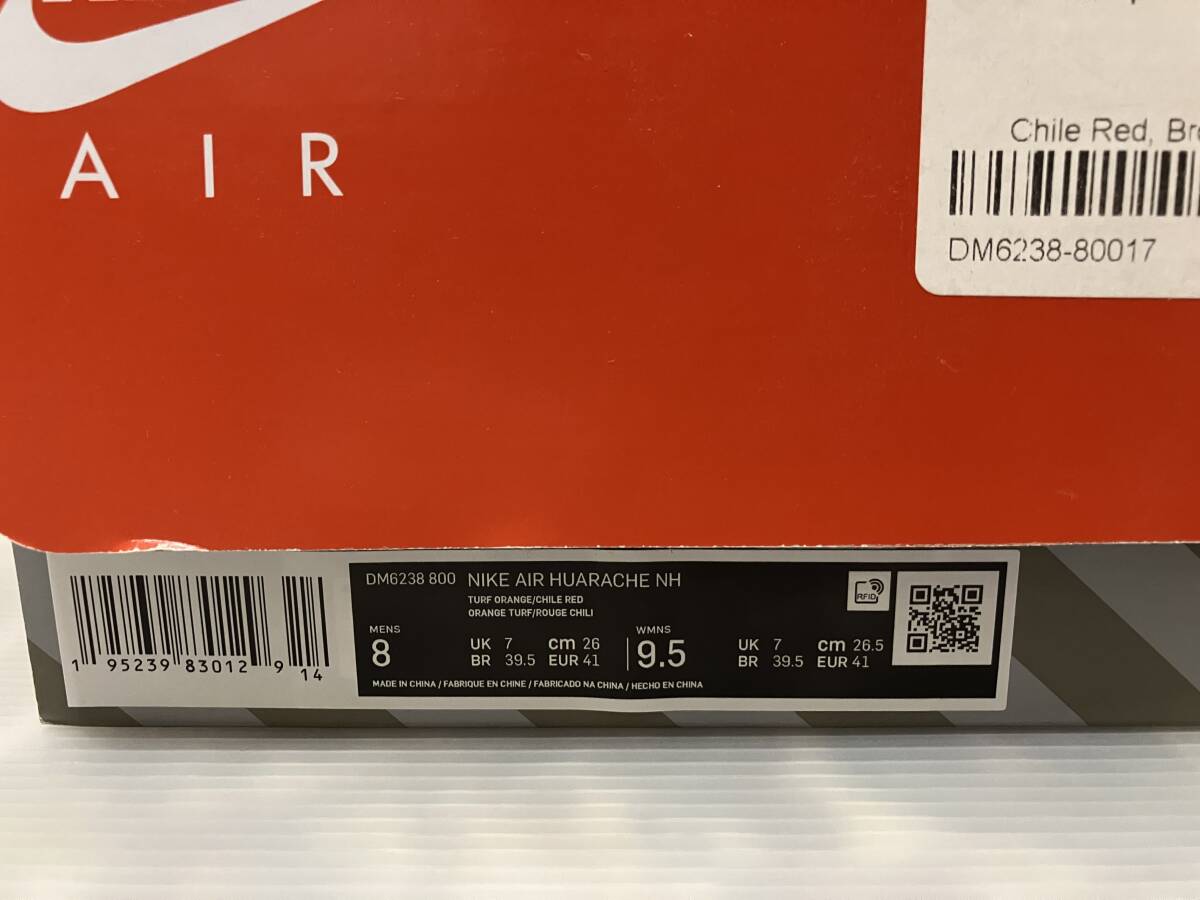 AIR
Chile Red,
DM6238-80017
DM6238 800 NIKE AIR HUARACHE NH
TURF ORANGE/CHILE RED
ORANGE TURF/ROUGE CHILI
MENS
8
UK 7 cm 26
BR 39.5 EUR 41
WMNS
9.5
UK 7 cm 26.5
BR 39.5 EUR 41
RFID
MADE IN CHINA / FABRIQUE EN CHINE / FABRICADO NA CHINA / HECHO EN CHINA
1 95239 83012 9 14